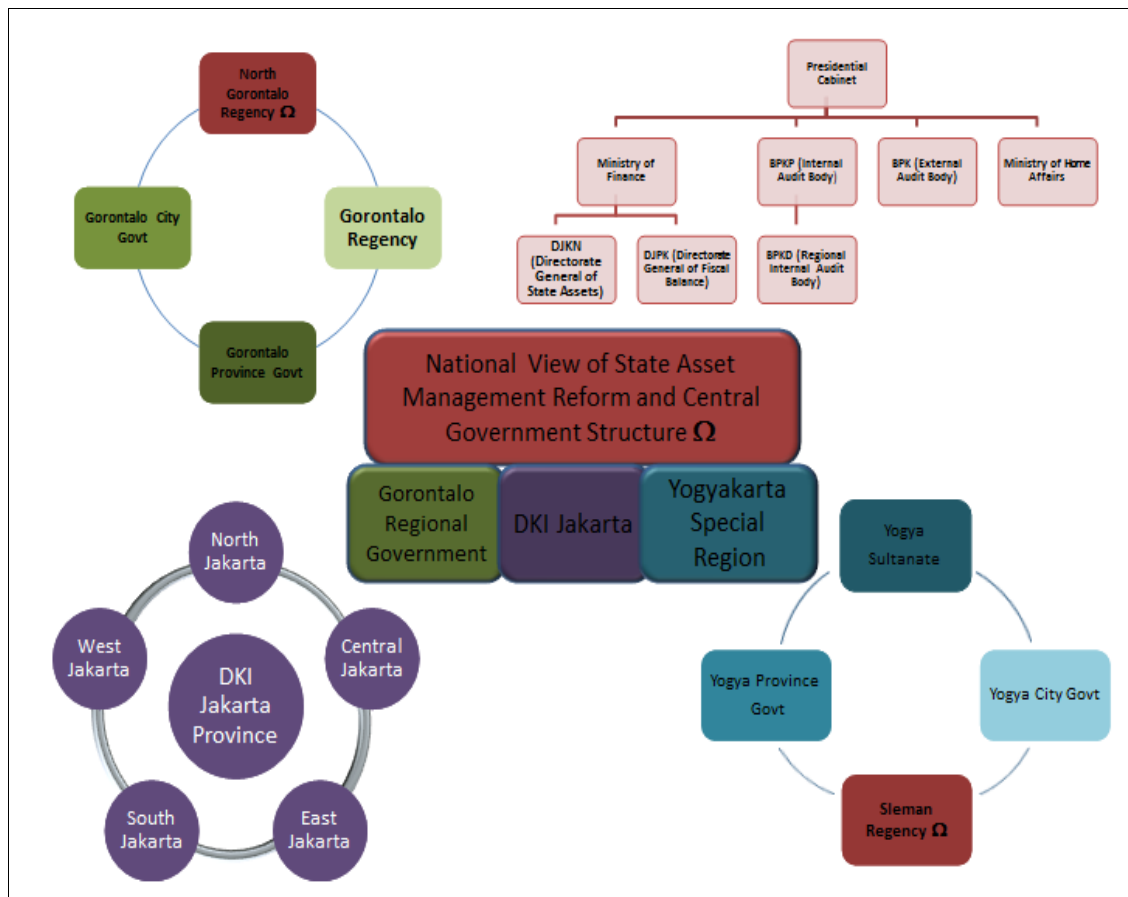 North
Gorontalo
Regency Ω
Gorontalo City
Govt
Gorontalo
Regency
Gorontalo
Province Govt
Presidential
Cabinet
Ministry of
Finance
BPKP (Internal
Audit Body)
BPK (External
Audit Body)
Ministry of Home
Affairs
DJKN
(Directorate
General of
State Assets)
DJPK (Directorate
General of Fiscal
Balance)
BPKD (Regional
Internal Audit
Body)
National View of State Asset
Management Reform and Central
Government Structure Ω
Gorontalo
Regional
Government
DKI Jakarta
Yogyakarta
Special
Region
North
Jakarta
West
Jakarta
Central
Jakarta
DKI
Jakarta
Province
South
Jakarta
East
Jakarta
Yogya
Sultanate
Yogya Province
Govt
Yogya City Govt
Sleman
Regency Ω